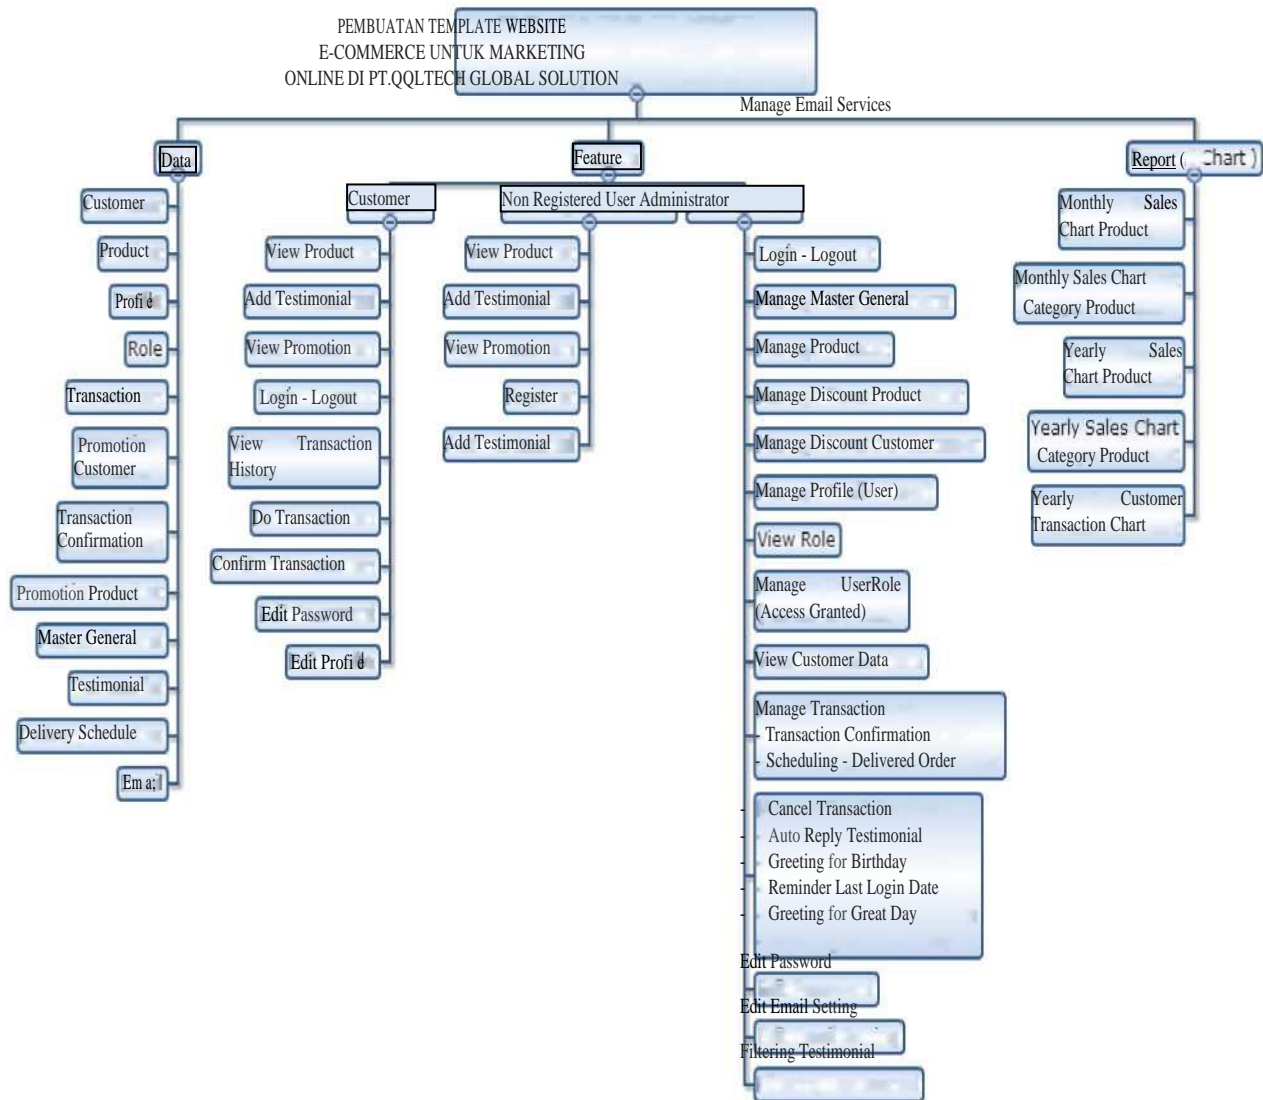 PEMBUATAN TEMPLATE WEBSITE
E-COMMERCE UNTUK MARKETING
ONLINE DI PT.QQLTECH GLOBAL SOLUTION
Manage Email Services
Data
Customer
Product
Profi
Role
Transaction
Promotion
Customer
Transaction
Confirmation
Promotion Product
Master General
Testimonial
Delivery Schedule
Em a;l
Feature
Customer
View Product
Add Testimonial
View Promotion
Login - Logout
View Transaction
History
Do Transaction
Confirm Transaction
Edit Password
Edit Profi
Non Registered User Administrator
View Product
Add Testimonial
View Promotion
Register
Add Testimonial
Login - Logout
Manage Master General
Manage Product
Manage Discount Product
Manage Discount Customer
Manage Profile (User)
View Role
Manage UserRole
(Access Granted)
View Customer Data
Manage Transaction
- Transaction Confirmation
- Scheduling - Delivered Order
- Cancel Transaction
- Auto Reply Testimonial
- Greeting for Birthday
- Reminder Last Login Date
- Greeting for Great Day
Edit Password
Edit Email Setting
Filtering Testimonial
Report ( Chart )
Monthly Sales
Chart Product
Monthly Sales Chart
Category Product
Yearly Sales
Chart Product
Yearly Sales Chart
Category Product
Yearly Customer
Transaction Chart